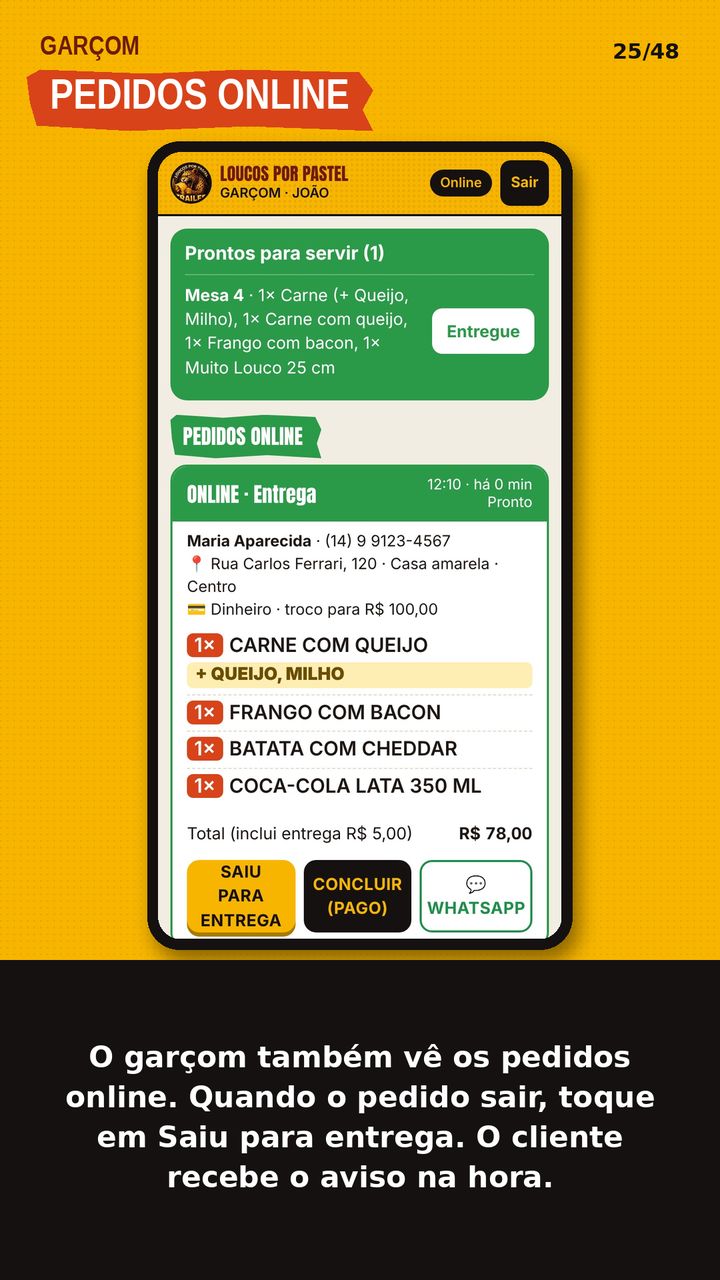 GARÇOM
25/48
PEDIDOS ONLINE
LOUCOS POR PASTEL
GARÇOM · JOÃO
Online
Sair
Prontos para servir (1)
Mesa 4 · 1× Carne (+ Queijo,
Milho), 1× Carne com queijo,
1× Frango com bacon, 1×
Muito Louco 25 cm
Entregue
PEDIDOS ONLINE
ONLINE · Entrega
12:10 · há 0 min
Pronto
Maria Aparecida · (14) 9 9123-4567
📍 Rua Carlos Ferrari, 120 · Casa amarela ·
Centro
💳 Dinheiro · troco para R$ 100,00
1× CARNE COM QUEIJO
+ QUEIJO, MILHO
1× FRANGO COM BACON
1× BATATA COM CHEDDAR
1× COCA-COLA LATA 350 ML
Total (inclui entrega R$ 5,00) R$ 78,00
SAIU
PARA
ENTREGA
CONCLUIR
(PAGO)
💬
WHATSAPP
O garçom também vê os pedidos
online. Quando o pedido sair, toque
em Saiu para entrega. O cliente
recebe o aviso na hora.